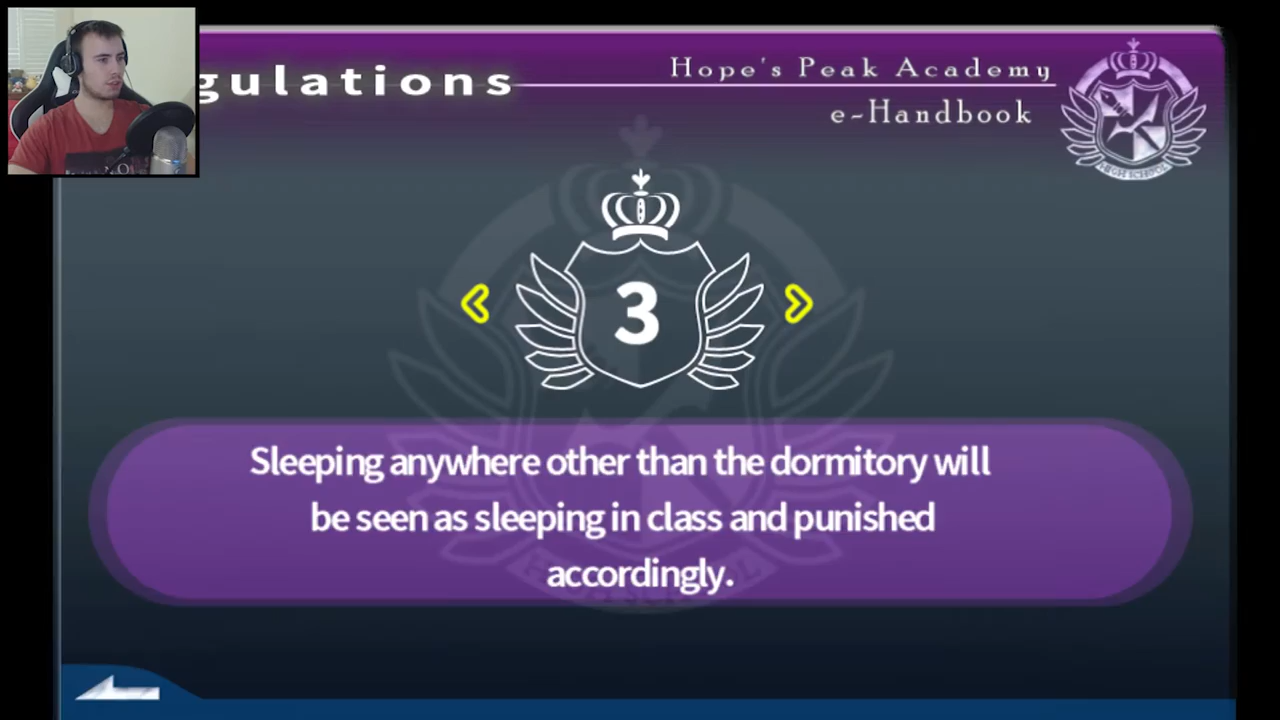 gulations
Hope's Peak Academy
e-Handbook
3
Sleeping anywhere other than the dormitory will
be seen as sleeping in class and punished
accordingly.